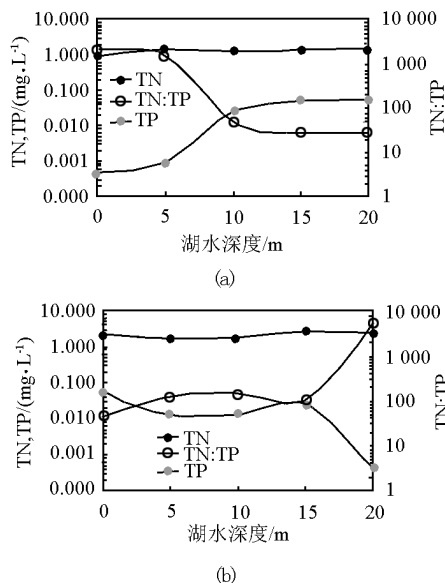 TN,TP/(mg·L⁻¹)
10.000
1.000
0.100
0.010
0.001
0.000
TN
TN:TP
TP
10 000
1 000
100
10
1
TN:TP
0 5 10 15 20
湖水深度/m
(a)
TN,TP/(mg·L⁻¹)
10.000
1.000
0.100
0.010
0.001
0.000
TN
TN:TP
TP
10 000
1 000
100
10
1
TN:TP
0 5 10 15 20
湖水深度/m
(b)